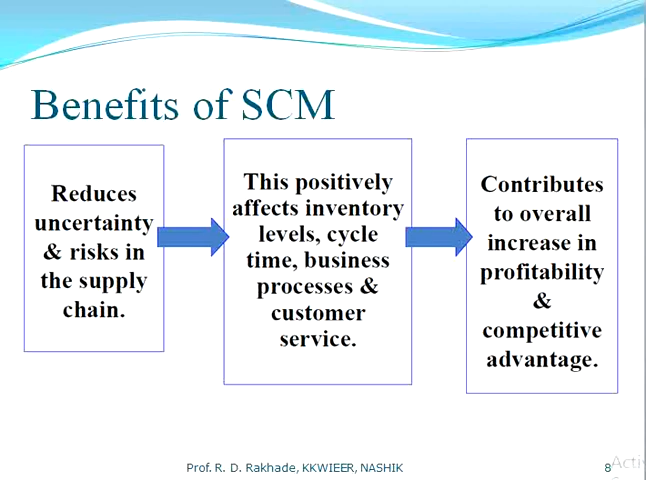 Benefits of SCM
Reduces
uncertainty
& risks in
the supply
chain.
This positively
affects inventory
levels, cycle
time, business
processes &
customer
service.
Contributes
to overall
increase in
profitability
&
competitive
advantage.
Prof. R. D. Rakhade, KKWIEER, NASHIK
8